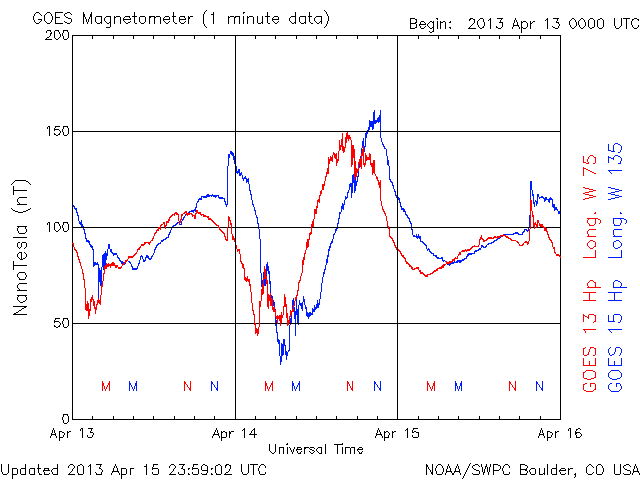 GOES Magnetometer (1 minute data)
Begin: 2013 Apr 13 0000 UTC
200
150
100
50
0
NanoTesla (nT)
M M N N M M N N M M N N
Apr 13 Apr 14 Apr 15 Apr 16
Universal Time
GOES 13 Hp Long. W 75
GOES 15 Hp Long. W 135
Updated 2013 Apr 15 23:59:02 UTC
NOAA/SWPC Boulder, CO USA